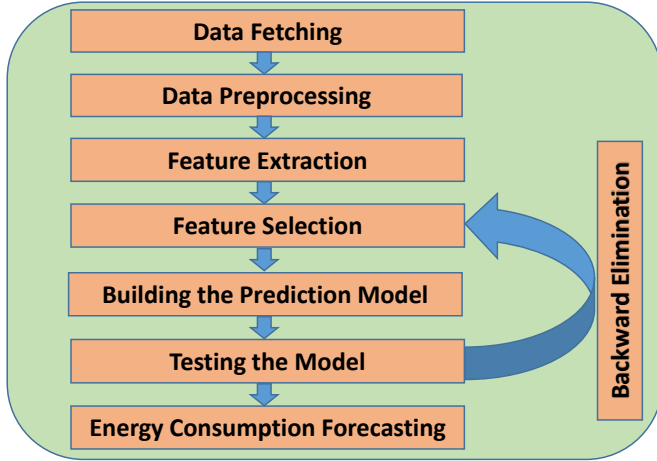 Data Fetching
Data Preprocessing
Feature Extraction
Feature Selection
Building the Prediction Model
Testing the Model
Energy Consumption Forecasting
Backward Elimination